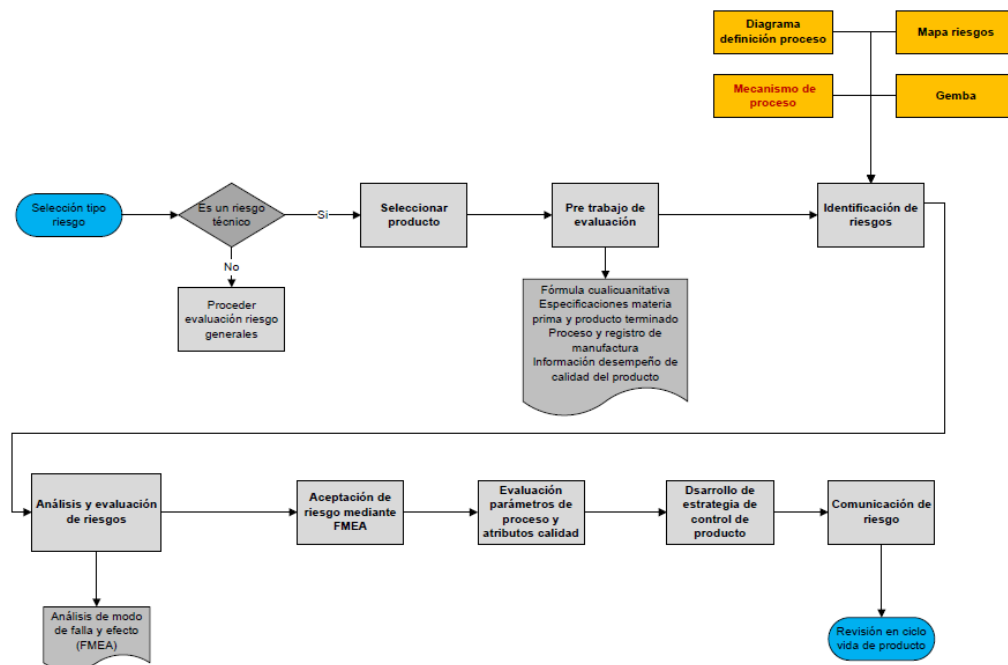 Diagrama
definición proceso
Mapa riesgos
Mecanismo de
proceso
Gemba
Selección tipo
riesgo
Es un riesgo
técnico
Si
Seleccionar
producto
Pre trabajo de
evaluación
Identificación de
riesgos
No
Proceder
evaluación riesgo
generales
Fórmula cualicuanitativa
Especificaciones materia
prima y producto terminado
Proceso y registro de
manufactura
Información desempeño de
calidad del producto
Análisis y evaluación
de riesgos
Aceptación de
riesgo mediante
FMEA
Evaluación
parámetros de
proceso y
atributos calidad
Dsarrollo de
estrategia de
control de
producto
Comunicación de
riesgo
Análisis de modo
de falla y efecto
(FMEA)
Revisión en ciclo
vida de producto